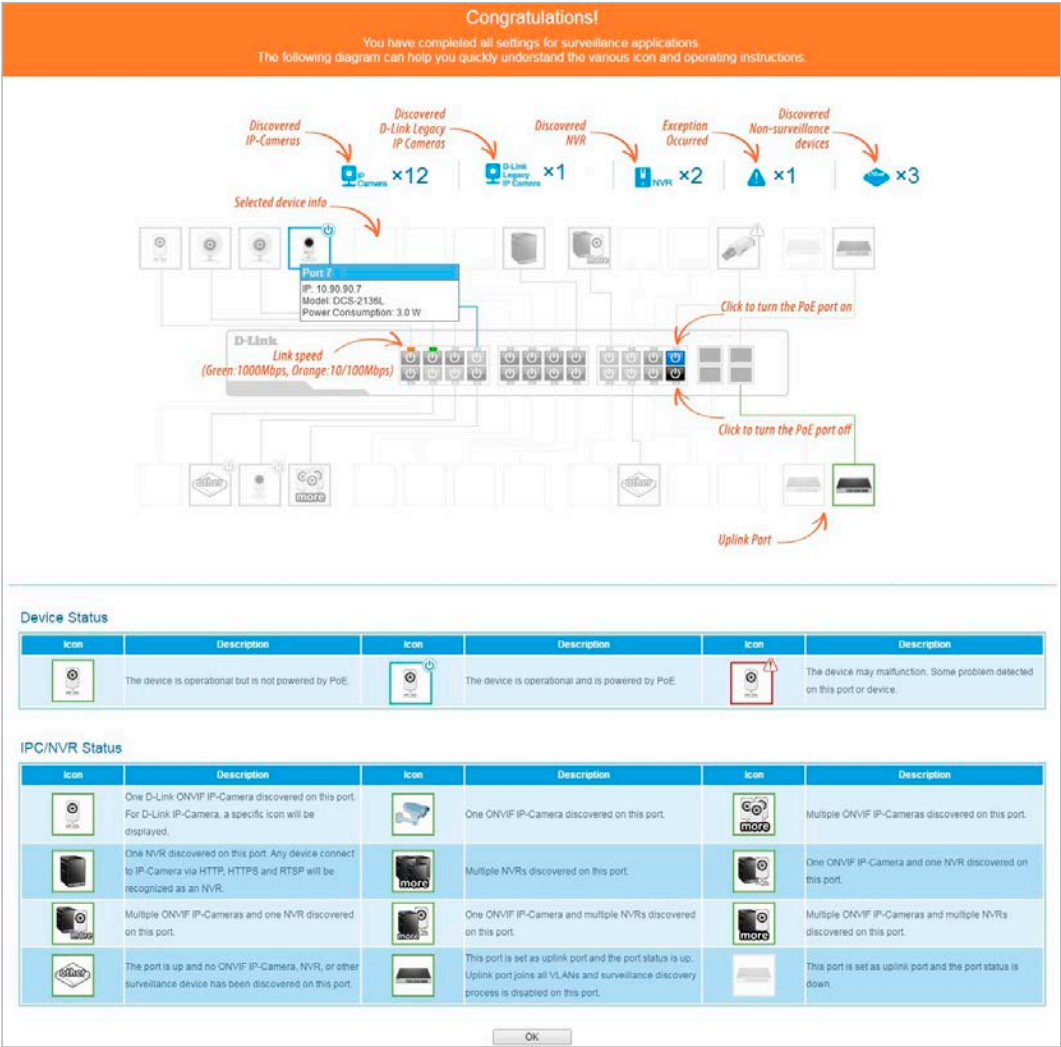 Congratulations!
You have completed all settings for surveillance applications.
The following diagram can help you quickly understand the various icon and operating instructions.
Discovered
IP-Cameras
Discovered
D-Link Legacy
IP Cameras
Discovered
NVR
Exception
Occurred
Discovered
Non-surveillance
devices
IP
Camera
×12
D-Link
Legacy
IP Camera
×1
NVR
×2
×1
×3
Selected device info
more
Port 7
IP: 10.90.90.7
Model: DCS-2136L
Power Consumption: 3.0 W
Click to turn the PoE port on
D-Link
Link speed
(Green:1000Mbps, Orange:10/100Mbps)
Click to turn the PoE port off
other
more
other
Uplink Port
Device Status
Icon Description Icon Description Icon Description
The device is operational but is not powered by PoE.
The device is operational and is powered by PoE
The device may malfunction. Some problem detected
on this port or device.
IPC/NVR Status
Icon Description Icon Description Icon Description
One D-Link ONVIF IP-Camera discovered on this port.
For D-Link IP-Camera, a specific icon will be
displayed.
One ONVIF IP-Camera discovered on this port.
more
Multiple ONVIF IP-Cameras discovered on this port.
One NVR discovered on this port. Any device connect
to IP-Camera via HTTP, HTTPS and RTSP will be
recognized as an NVR.
more
Multiple NVRs discovered on this port.
One ONVIF IP-Camera and one NVR discovered on
this port.
more
Multiple ONVIF IP-Cameras and one NVR discovered
on this port.
more
One ONVIF IP-Camera and multiple NVRs discovered
on this port.
more
Multiple ONVIF IP-Cameras and multiple NVRs
discovered on this port.
other
The port is up and no ONVIF IP-Camera, NVR, or other
surveillance device has been discovered on this port.
This port is set as uplink port and the port status is up.
Uplink port joins all VLANs and surveillance discovery
process is disabled on this port.
This port is set as uplink port and the port status is
down.
OK